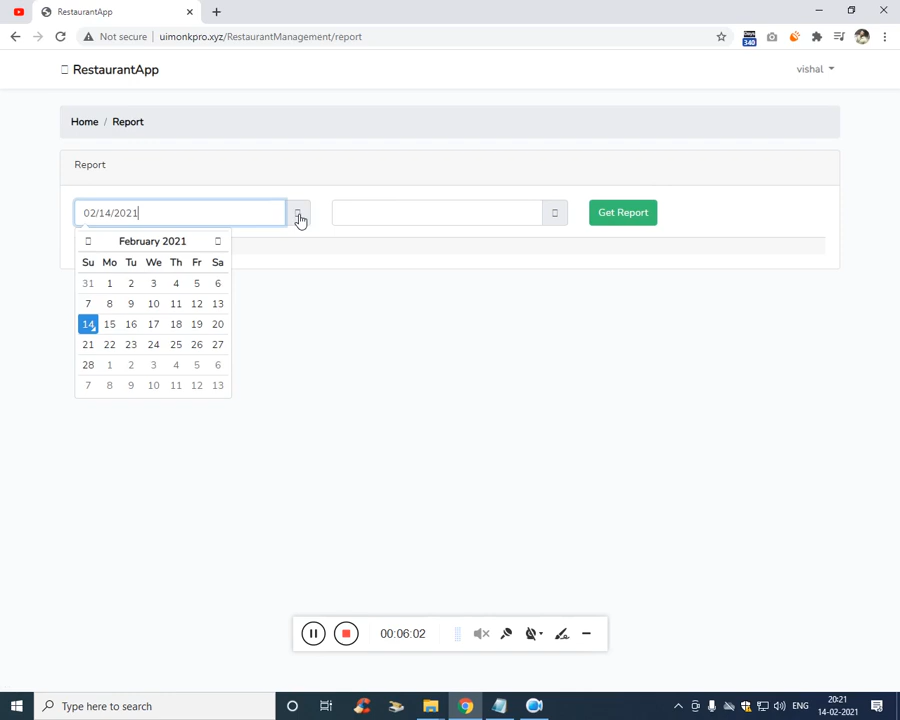 RestaurantApp
Not secure
uimonkpro.xyz/RestaurantManagement/report
340
RestaurantApp
vishal
Home / Report
Report
02/14/2021
Get Report
February 2021
Su Mo Tu We Th Fr Sa
31 1 2 3 4 5 6
7 8 9 10 11 12 13
14 15 16 17 18 19 20
21 22 23 24 25 26 27
28 1 2 3 4 5 6
7 8 9 10 11 12 13
00:06:02
Type here to search
ENG
20:21
14-02-2021